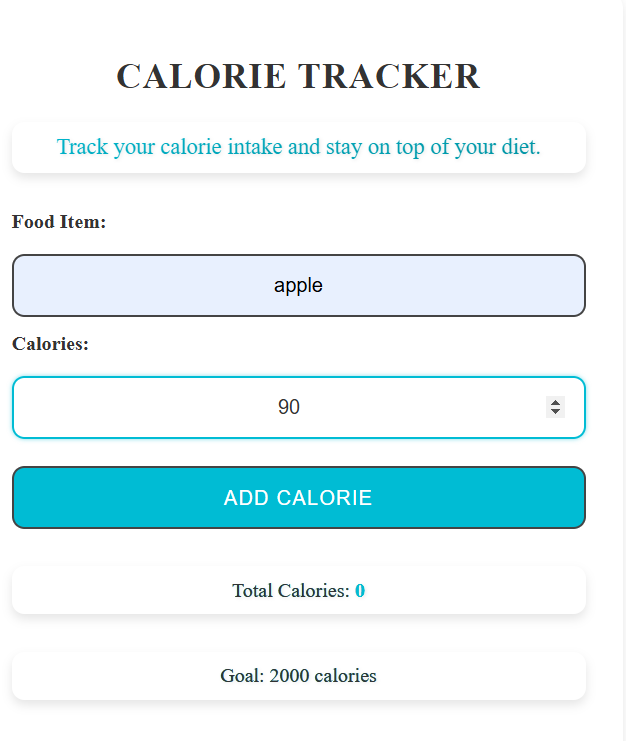 CALORIE TRACKER
Track your calorie intake and stay on top of your diet.
Food Item:
apple
Calories:
90
ADD CALORIE
Total Calories: 0
Goal: 2000 calories